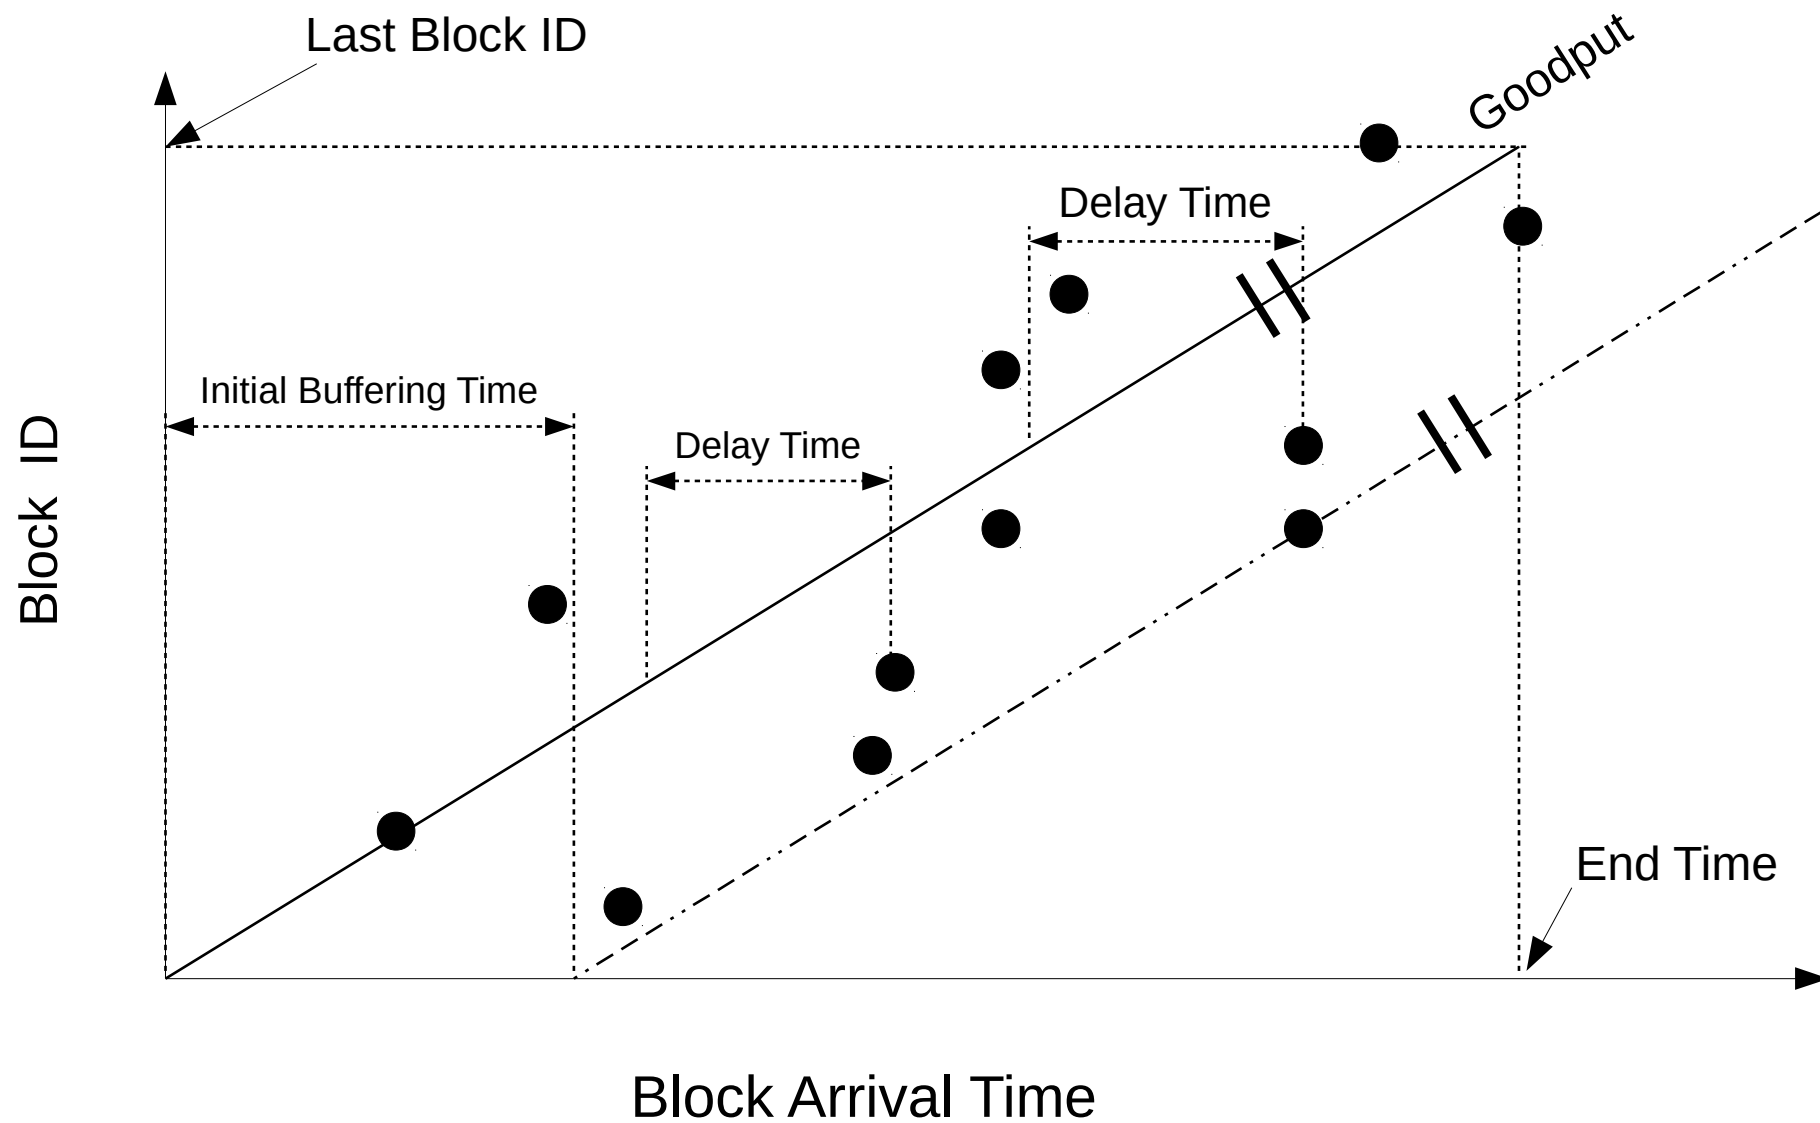 Last Block ID
Goodput
Delay Time
Initial Buffering Time
Delay Time
Block ID
End Time
Block Arrival Time